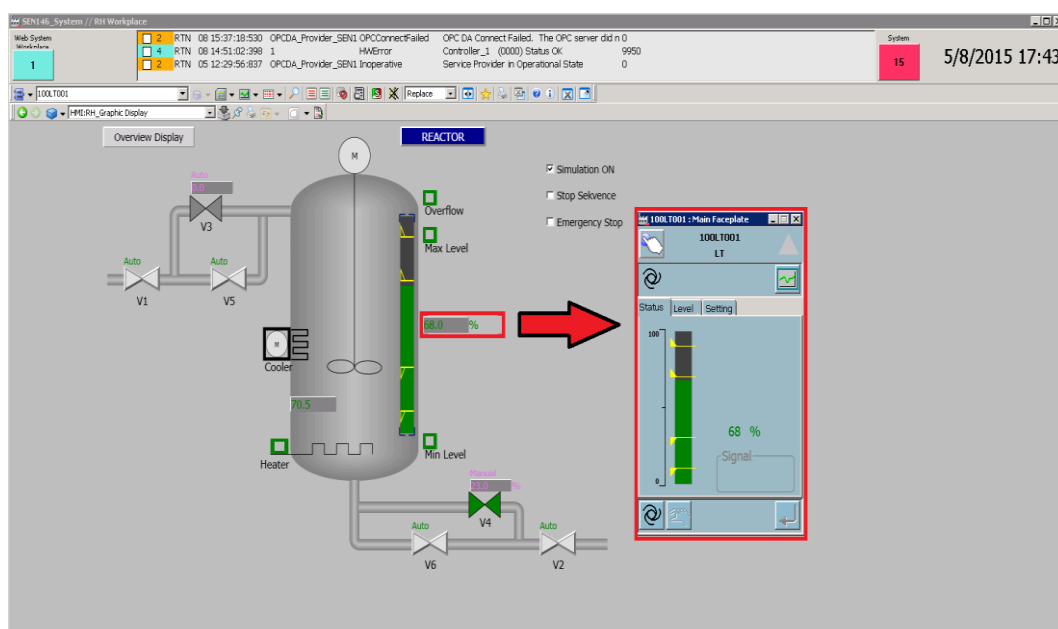 SEN146_System // RH Workplace
Web System
Workplace
1
2 RTN 08 15:37:18:530 OPCDA_Provider_SEN1 OPCConnectFailed OPC DA Connect Failed. The OPC server did n 0
4 RTN 08 14:51:02:398 1 HWError Controller_1 (0000) Status OK 9950
2 RTN 05 12:29:56:837 OPCDA_Provider_SEN1 Inoperative Service Provider in Operational State 0
System
15
5/8/2015 17:43
100LT001
Replace
HMI:RH_Graphic Display
Overview Display
REACTOR
M
Simulation ON
Stop Sekvence
Emergency Stop
Auto
0.0
V3
Overflow
Max Level
Auto
Auto
V1
V5
68.0 %
M
Cooler
70.5
Heater
Min Level
Manual
23.0 %
V4
Auto
Auto
V6
V2
100LT001 : Main Faceplate
100LT001
LT
Status Level Setting
100
68 %
Signal
0